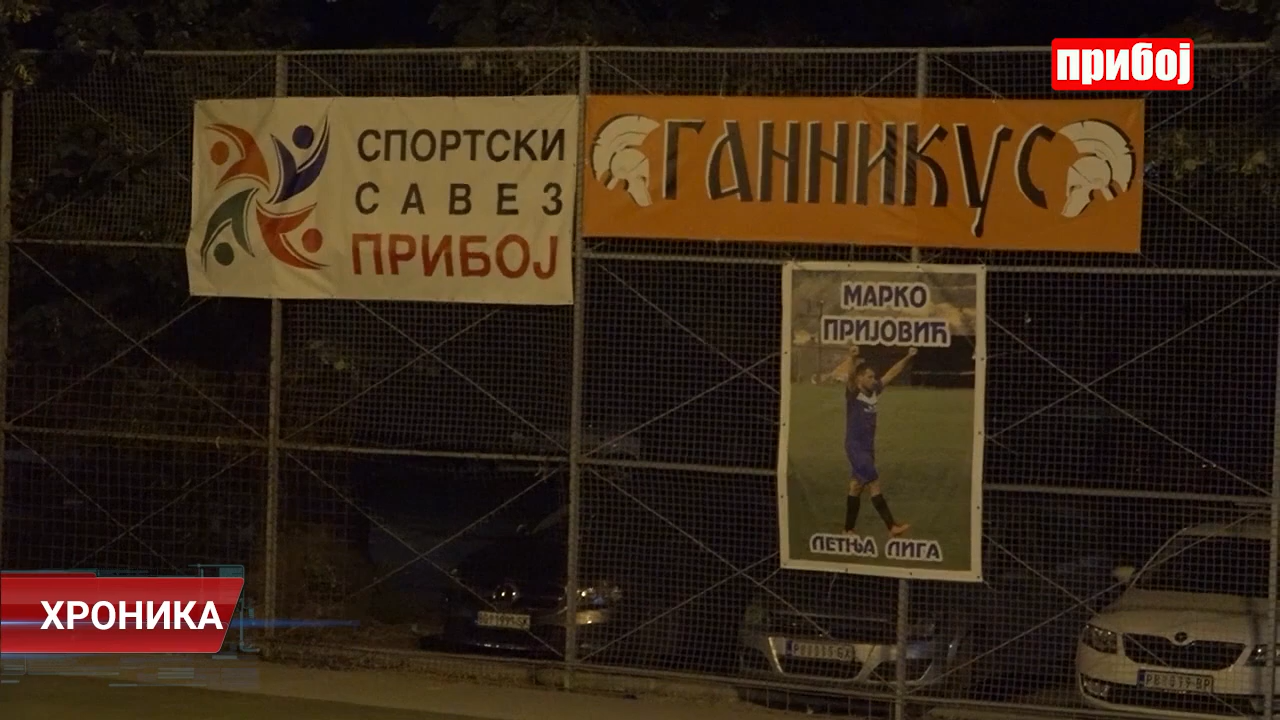 прибој
СПОРТСКИ
САВЕЗ
ПРИБОЈ
ГАННИКУС
МАРКО
ПРИЈОВИЋ
ЛЕТЊА ЛИГА
ХРОНИКА